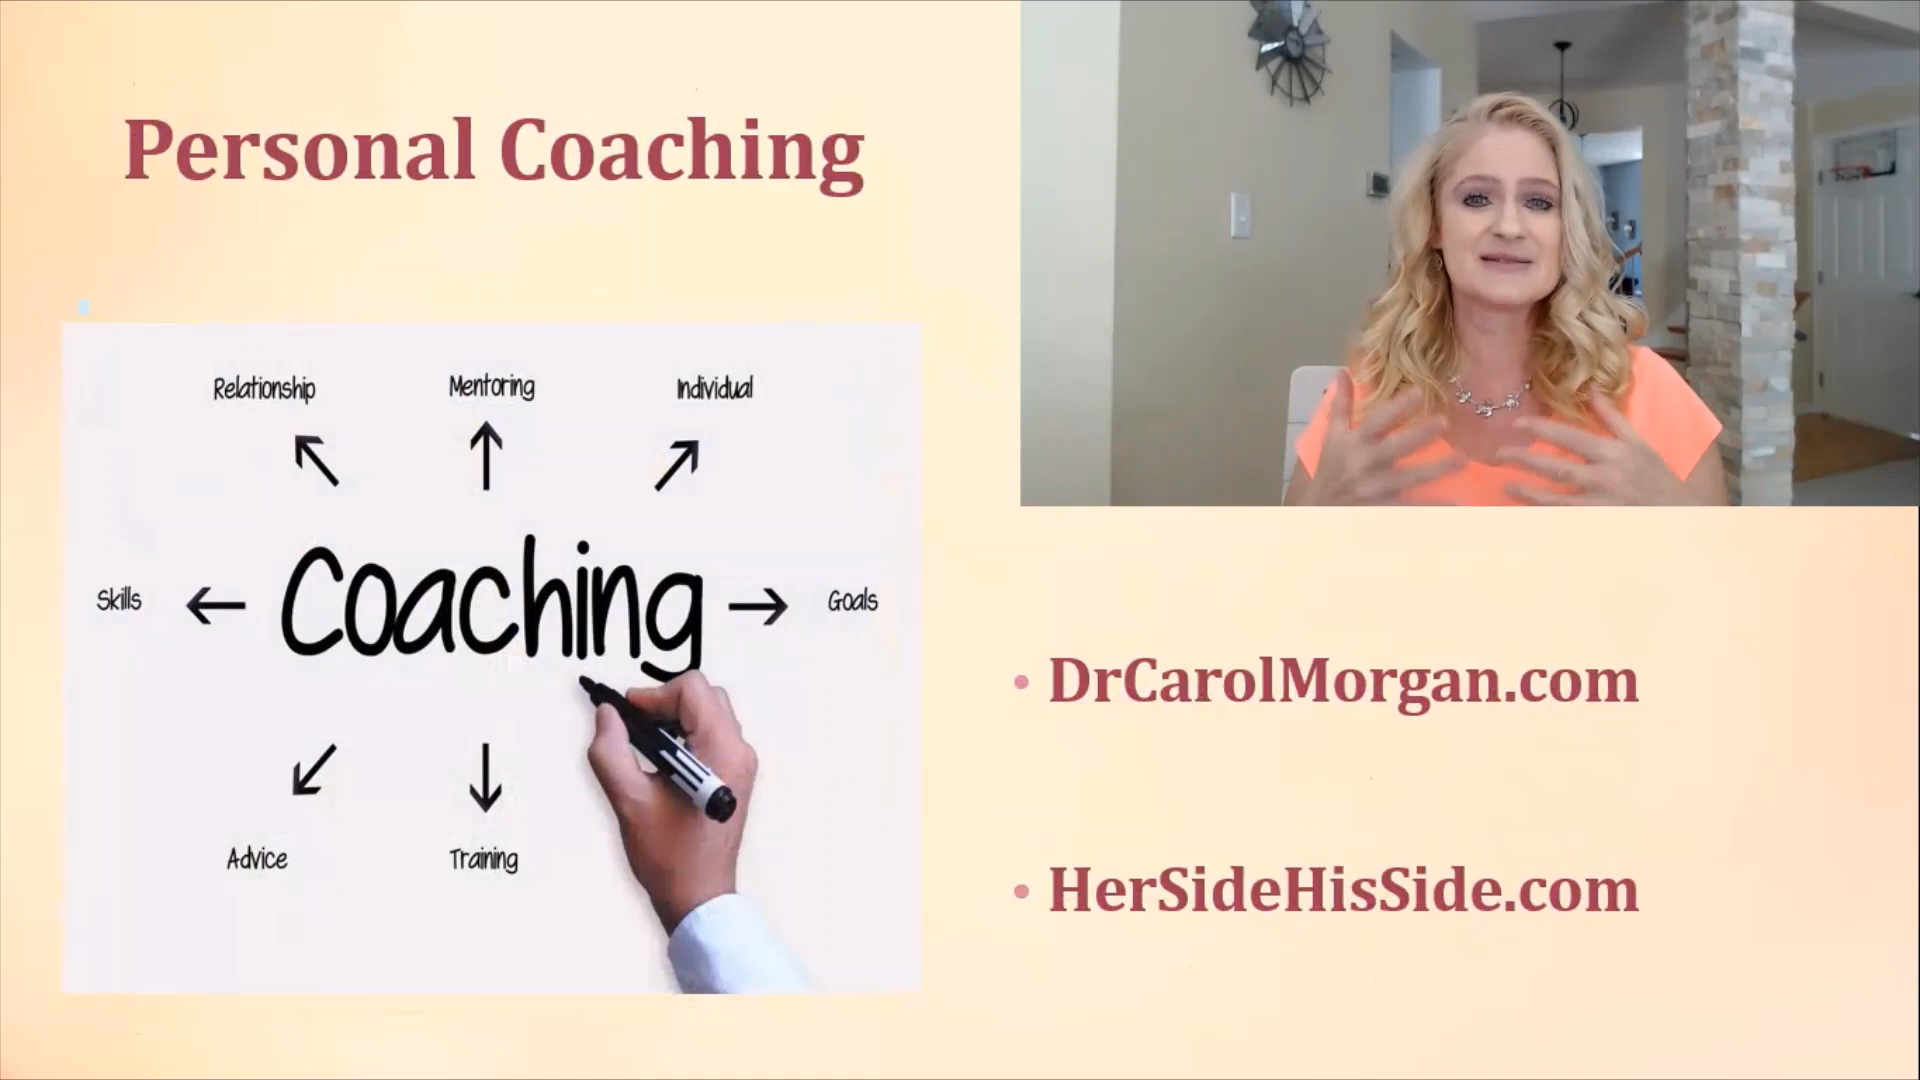 Personal Coaching
Relationship
Mentoring
Individual
Skills
Coaching
Goals
Advice
Training
• DrCarolMorgan.com
• HerSideHisSide.com